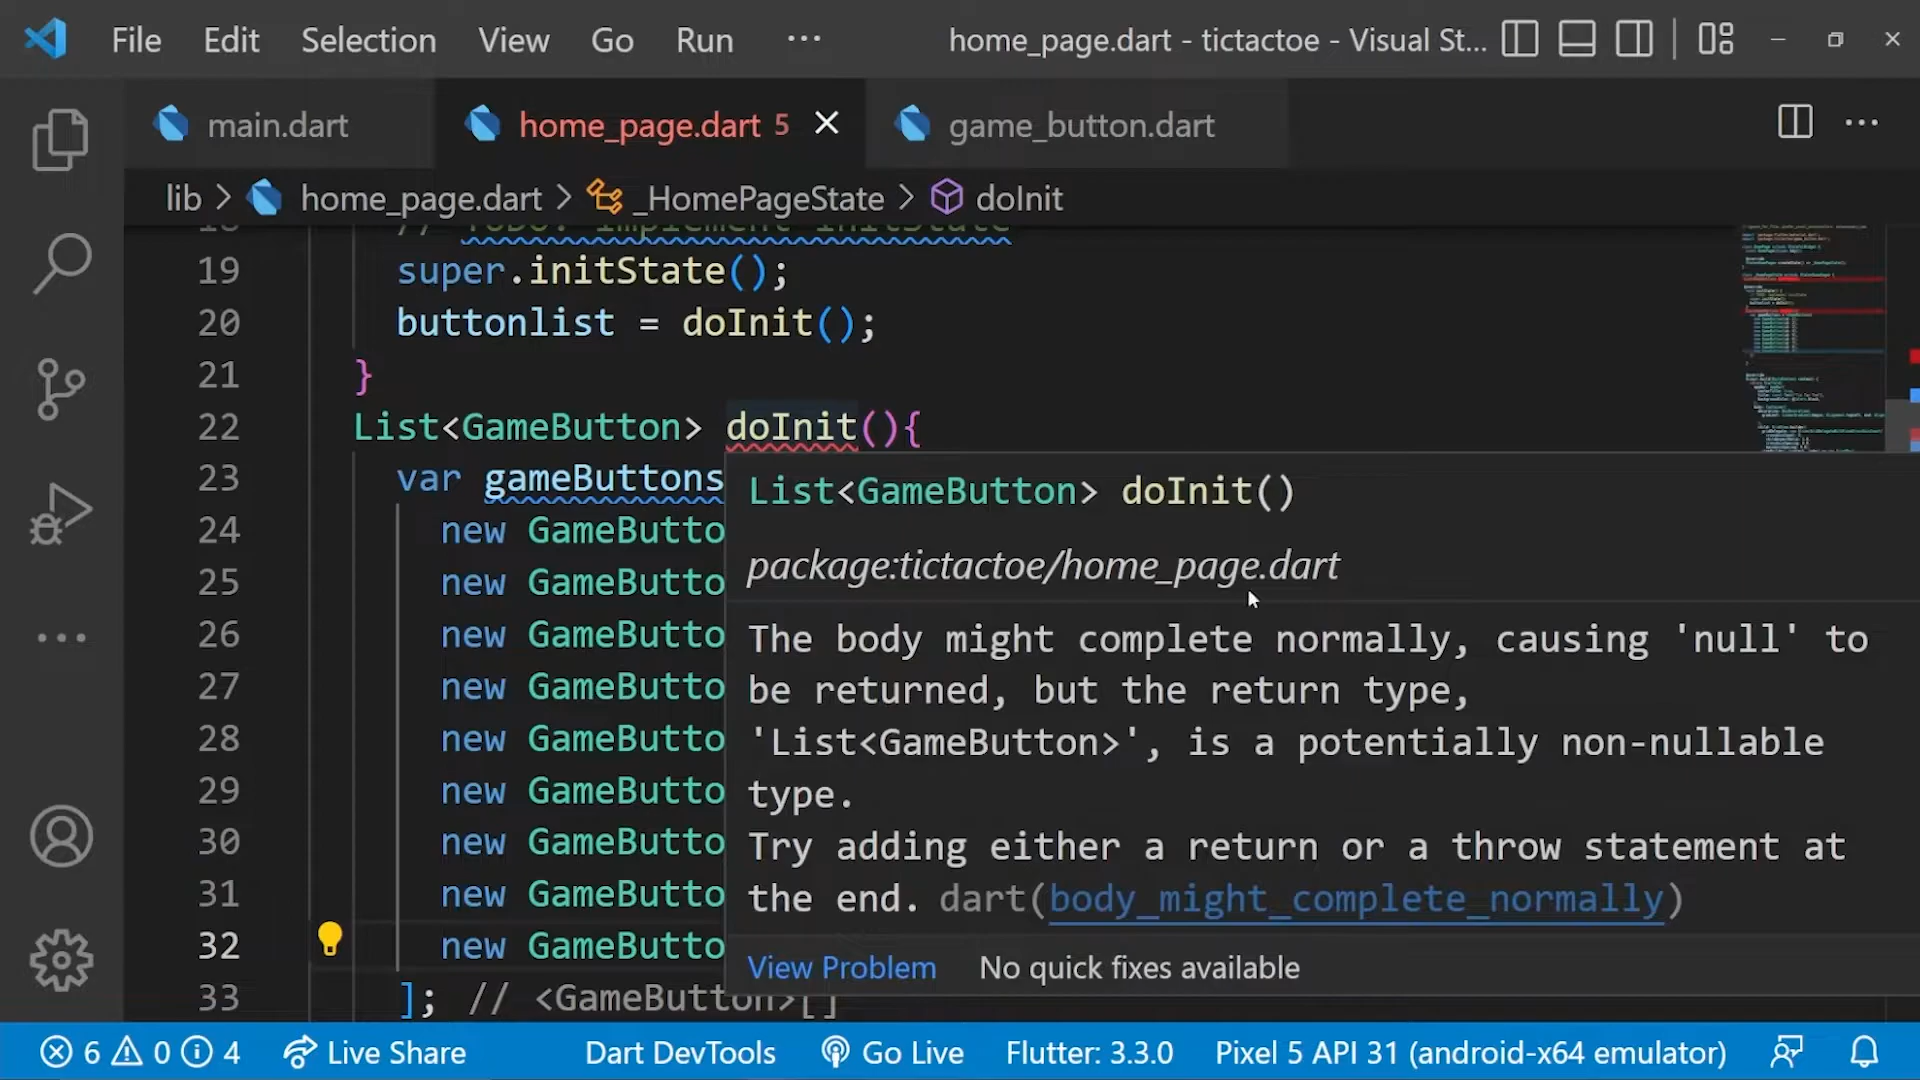 File Edit Selection View Go Run ··· home_page.dart - tictactoe - Visual St...
main.dart home_page.dart 5 game_button.dart ···
lib > home_page.dart > _HomePageState > doInit
18 // TODO: implement initState
19 super.initState();
20 buttonlist = doInit();
21 }
22 List<GameButton> doInit(){
23 var gameButtons
24 new GameButto
25 new GameButto
26 new GameButto
27 new GameButto
28 new GameButto
29 new GameButto
30 new GameButto
31 new GameButto
32 new GameButto
33 ]; // <GameButton>[]
List<GameButton> doInit()
package:tictactoe/home_page.dart
The body might complete normally, causing 'null' to
be returned, but the return type,
'List<GameButton>', is a potentially non-nullable
type.
Try adding either a return or a throw statement at
the end. dart(body_might_complete_normally)
View Problem No quick fixes available
6 0 4 Live Share Dart DevTools Go Live Flutter: 3.3.0 Pixel 5 API 31 (android-x64 emulator)